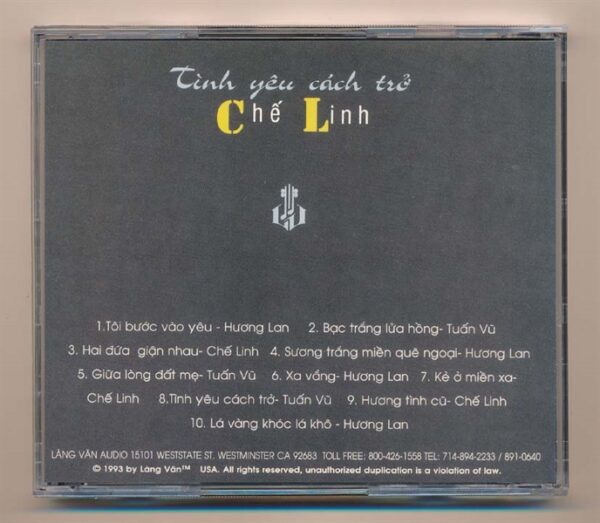 Tình yêu cách trở
Chế Linh
1.Tôi bước vào yêu - Hương Lan 2. Bạc trắng lửa hồng- Tuấn Vũ
3. Hai đứa giận nhau- Chế Linh 4. Sương trắng miền quê ngoại- Hương Lan
5. Giữa lòng đất mẹ- Tuấn Vũ 6. Xa vắng- Hương Lan 7. Kẻ ở miền xa-
Chế Linh 8.Tình yêu cách trở- Tuấn Vũ 9. Hương tình cũ- Chế Linh
10. Lá vàng khóc lá khô - Hương Lan
LÀNG VĂN AUDIO 15101 WESTSTATE ST. WESTMINSTER CA 92683 TOLL FREE: 800-426-1558 TEL: 714-894-2233 / 891-0640
© 1993 by Làng Văn™ USA. All rights reserved, unauthorized duplication is a violation of law.